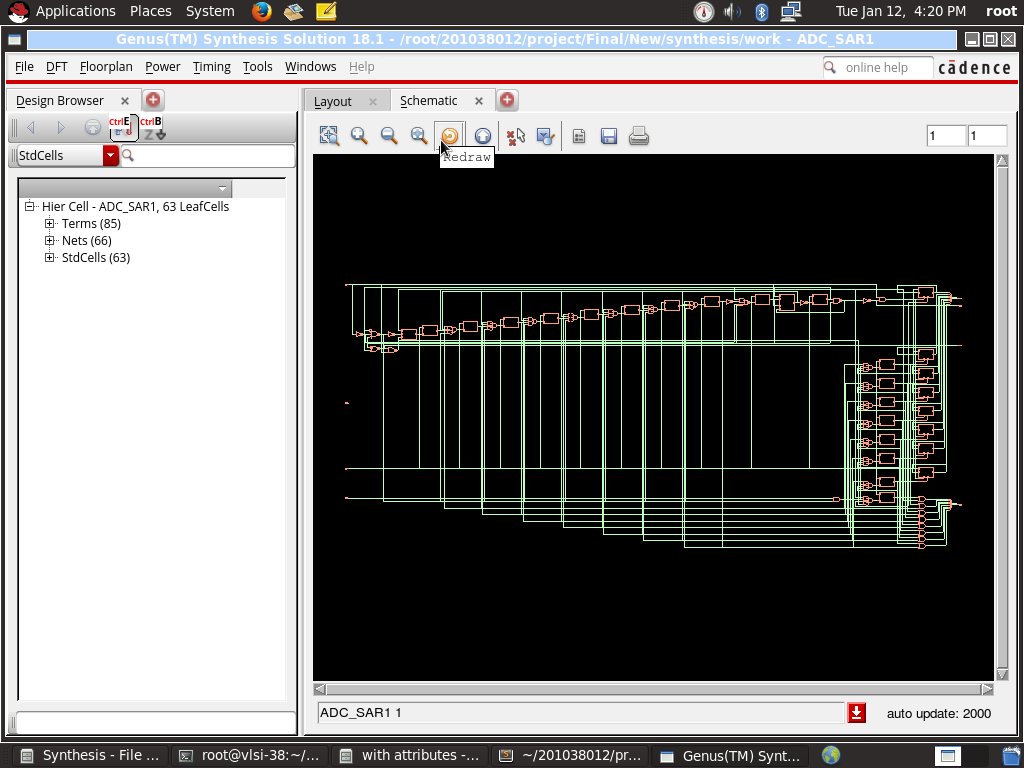 Applications Places System
Tue Jan 12, 4:20 PM root
Genus(TM) Synthesis Solution 18.1 - /root/201038012/project/Final/New/synthesis/work - ADC_SAR1
File DFT Floorplan Power Timing Tools Windows Help
online help
cādence
Design Browser
Layout
Schematic
CtrlE
CtrlB
Redraw
1
1
StdCells
Hier Cell - ADC_SAR1, 63 LeafCells
Terms (85)
Nets (66)
StdCells (63)
ADC_SAR1 1
auto update: 2000
Synthesis - File ...
root@vlsi-38:~/...
with attributes -...
~/201038012/pr...
Genus(TM) Synt...